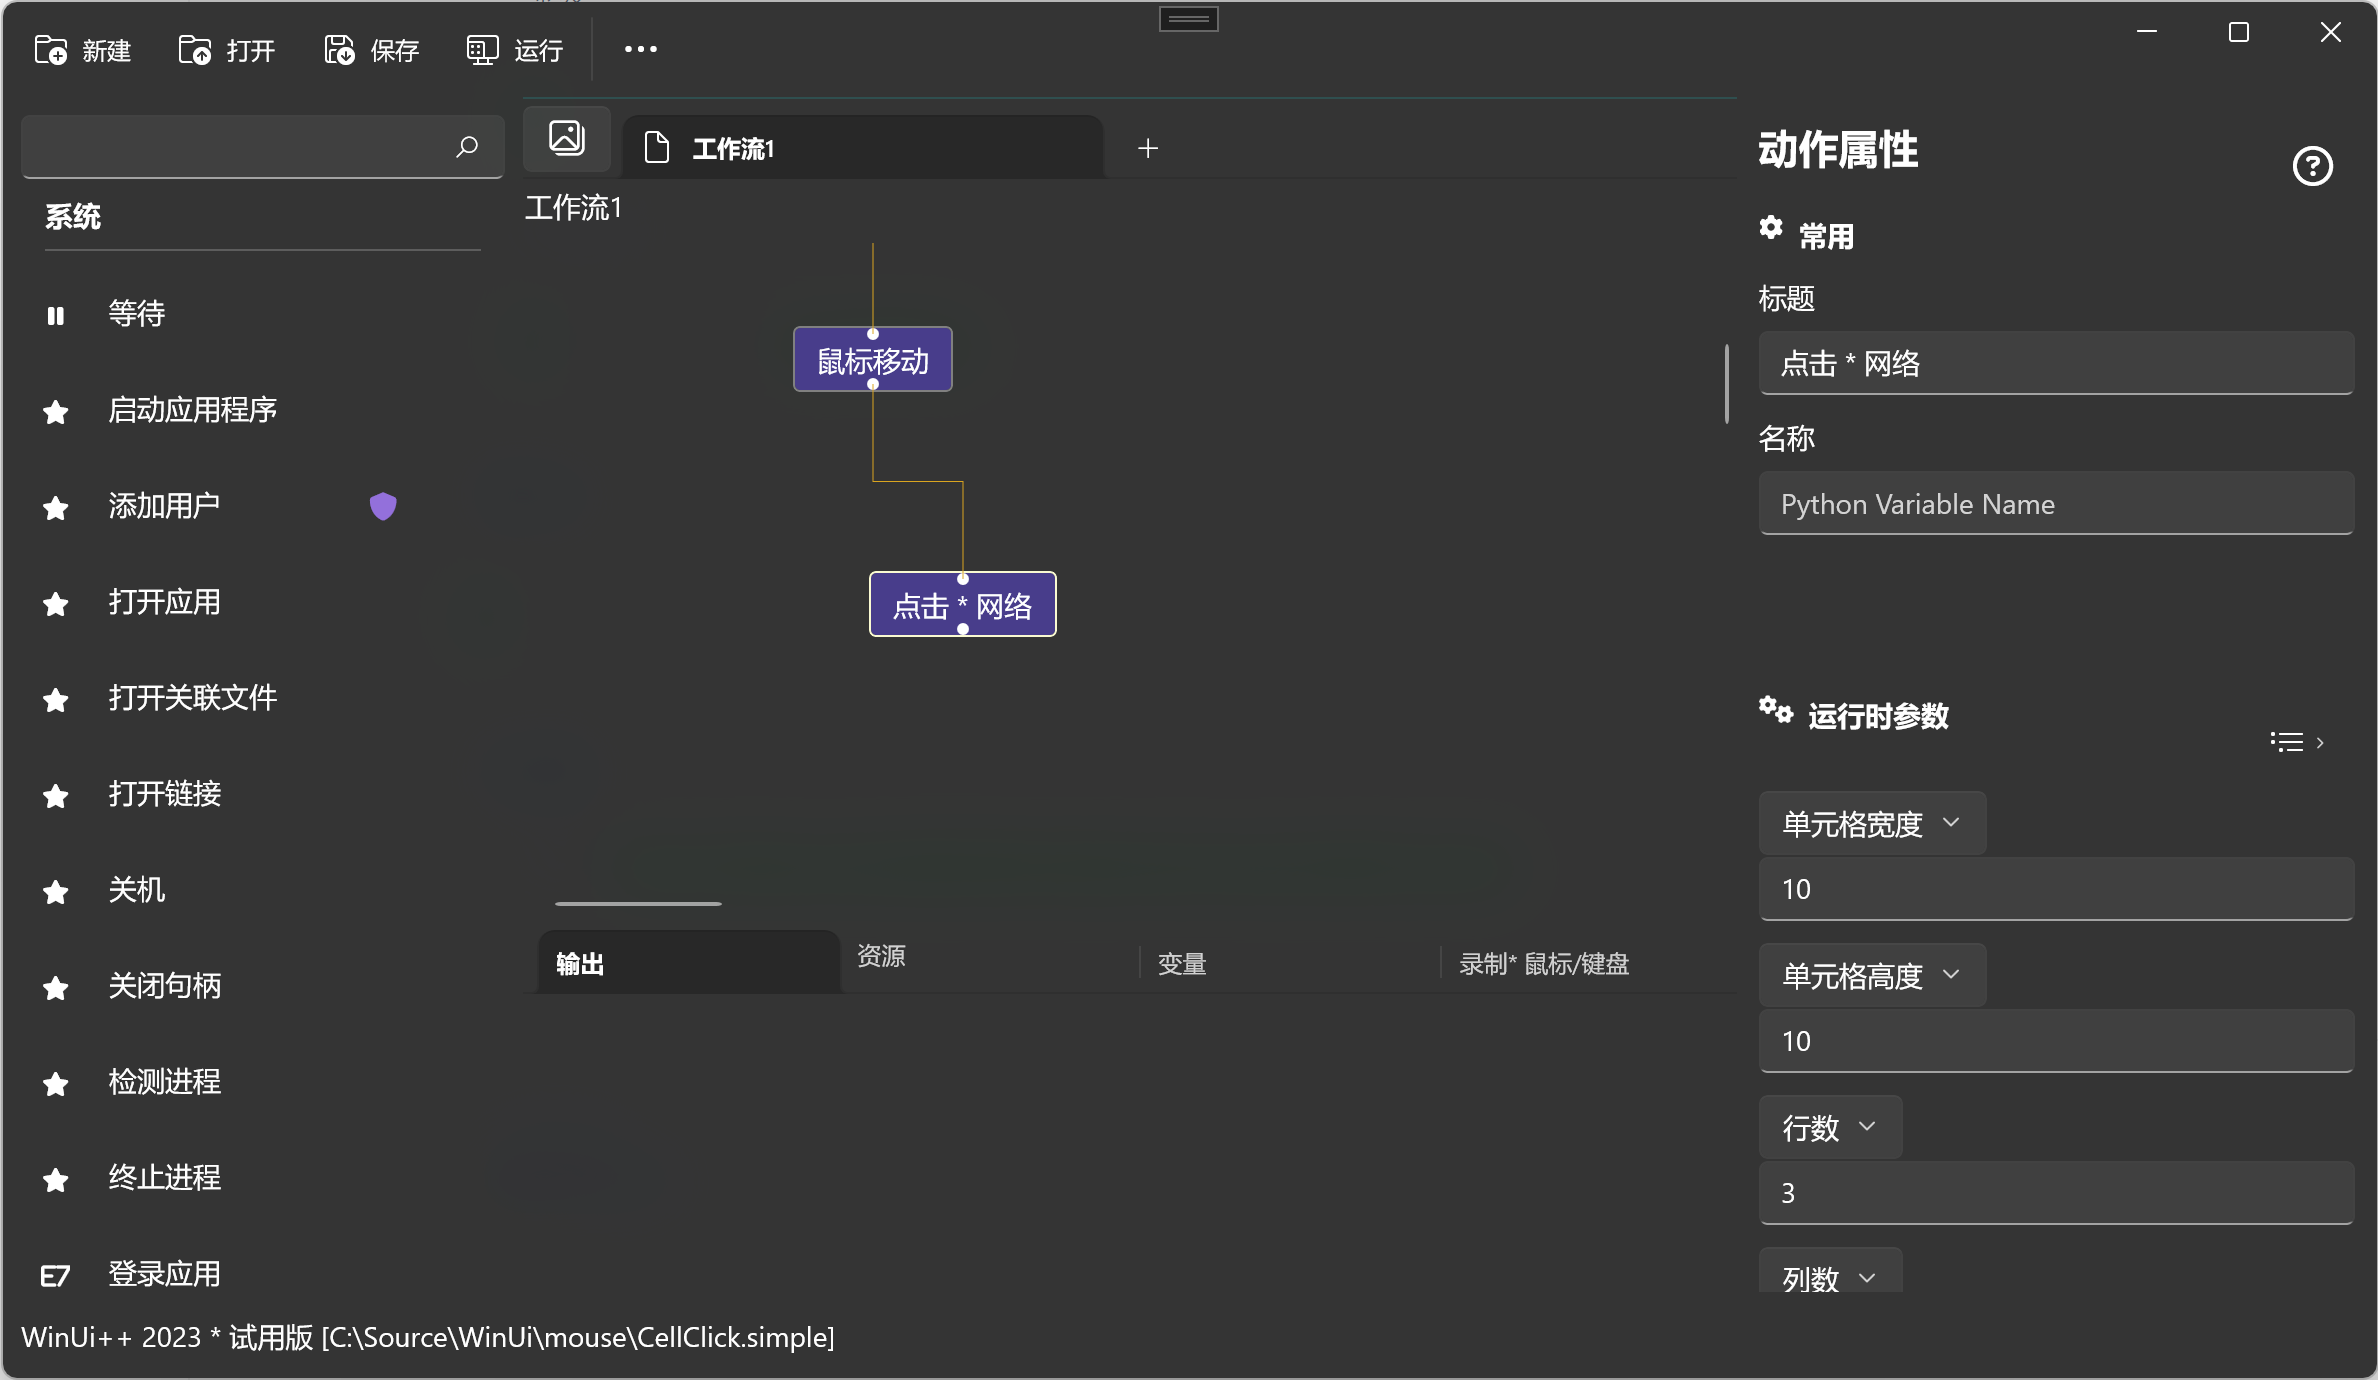 新建
打开
保存
运行
工作流1
动作属性
系统
工作流1
常用
等待
鼠标移动
标题
点击 * 网络
启动应用程序
名称
Python Variable Name
添加用户
打开应用
点击 * 网络
打开关联文件
运行时参数
打开链接
单元格宽度
10
关机
输出
资源
变量
录制* 鼠标/键盘
关闭句柄
单元格高度
10
检测进程
行数
终止进程
3
登录应用
E7
列数
WinUi++ 2023 * 试用版 [C:\Source\WinUi\mouse\CellClick.simple]